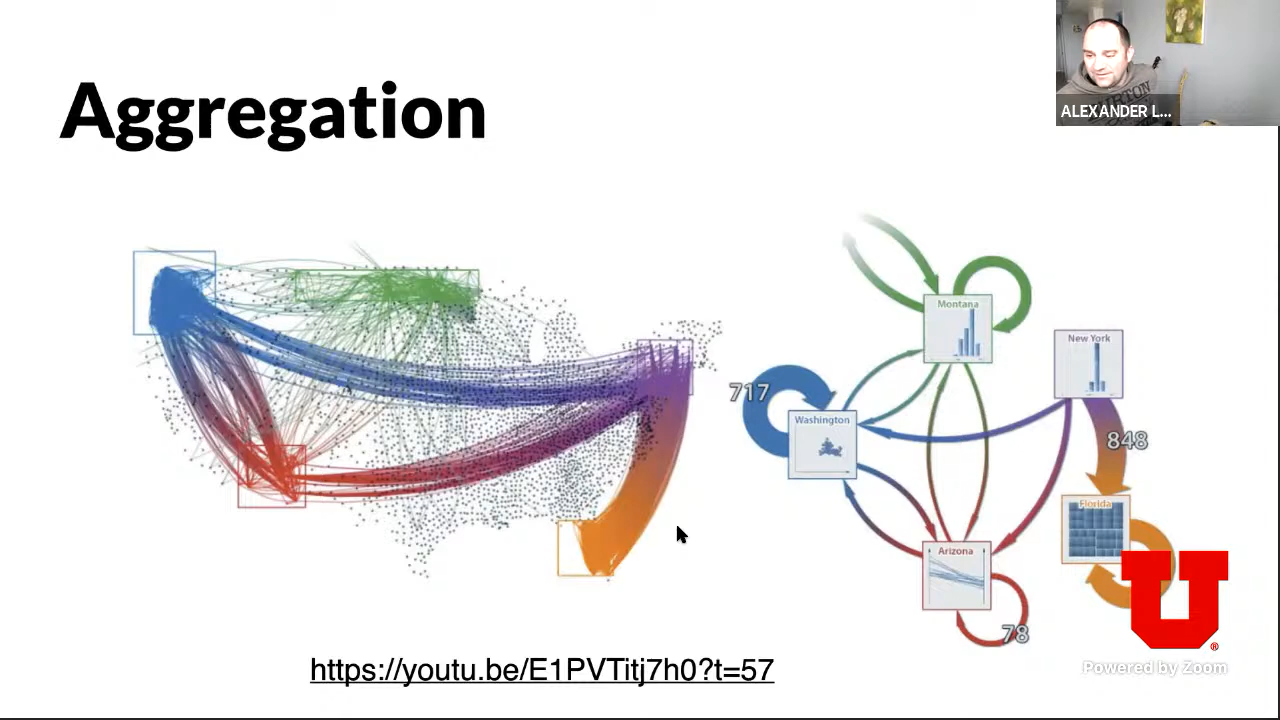 Aggregation
ALEXANDER L...
Montana
New York
717
Washington
848
Florida
Arizona
78
U
®
Powered by Zoom
https://youtu.be/E1PVTitj7h0?t=57